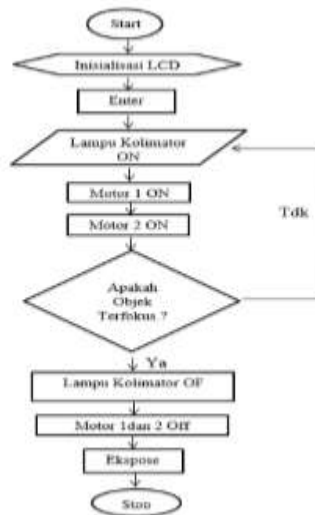 Start
Inisialisasi LCD
Enter
Lampu Kolimator
ON
Motor 1 ON
Motor 2 ON
Tdk
Apakah
Objek
Terfokus ?
Ya
Lampu Kolimator OF
Motor 1dan 2 Off
Ekspose
Stop